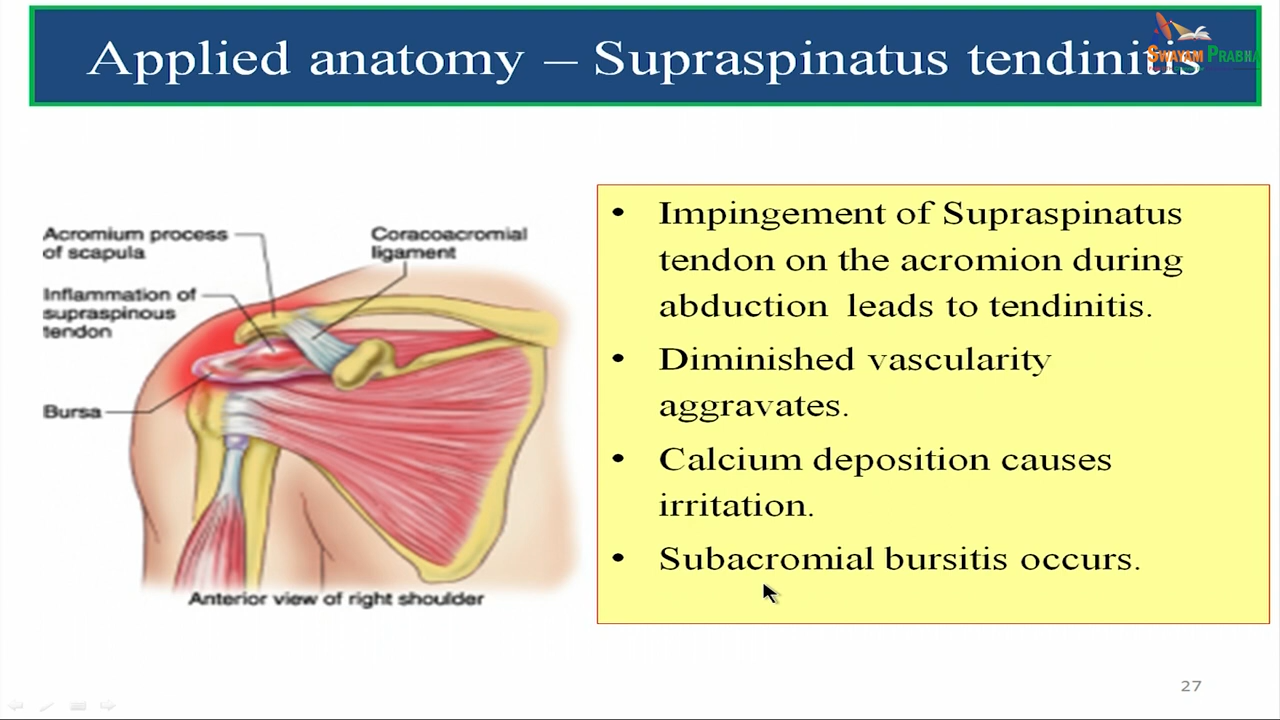 Applied anatomy – Supraspinatus tendinitis
SWAYAM PRABHA
Acromium process
of scapula
Coracoacromial
ligament
Inflammation of
supraspinous
tendon
Bursa
Anterior view of right shoulder
• Impingement of Supraspinatus
tendon on the acromion during
abduction leads to tendinitis.
• Diminished vascularity
aggravates.
• Calcium deposition causes
irritation.
• Subacromial bursitis occurs.
27